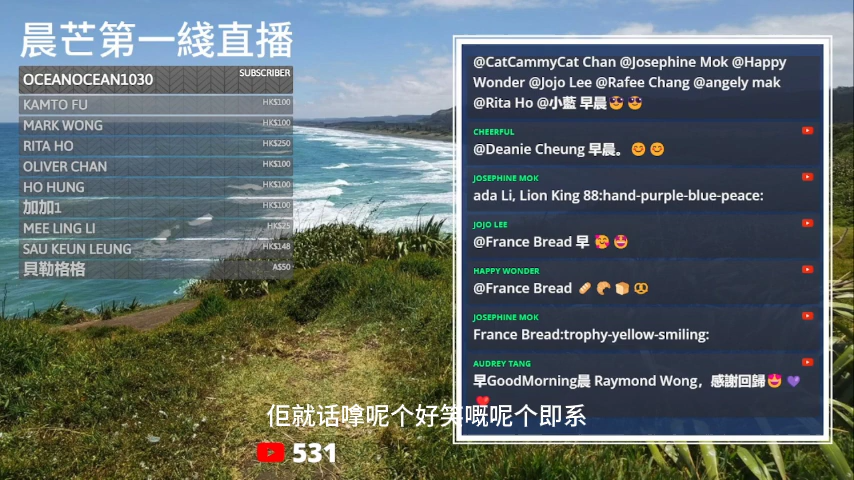 晨芒第一綫直播
OCEANOCEAN1030 SUBSCRIBER
KAMTO FU HK$100
MARK WONG HK$100
RITA HO HK$250
OLIVER CHAN HK$100
HO HUNG HK$100
加加1 HK$100
MEE LING LI HK$25
SAU KEUN LEUNG HK$148
貝勒格格 A$50
@CatCammyCat Chan @Josephine Mok @Happy
Wonder @Jojo Lee @Rafee Chang @angely mak
@Rita Ho @小藍 早晨😎 😎
CHEERFUL
@Deanie Cheung 早晨。 😊 😊
JOSEPHINE MOK
ada Li, Lion King 88:hand-purple-blue-peace:
JOJO LEE
@France Bread 早 🥰 🤩
HAPPY WONDER
@France Bread 🥖 🥐 🍞 🥨
JOSEPHINE MOK
France Bread:trophy-yellow-smiling:
AUDREY TANG
早GoodMorning晨 Raymond Wong，感謝回歸🤩 💜
❤️
佢就话嗱呢个好笑嘅呢个即系
531